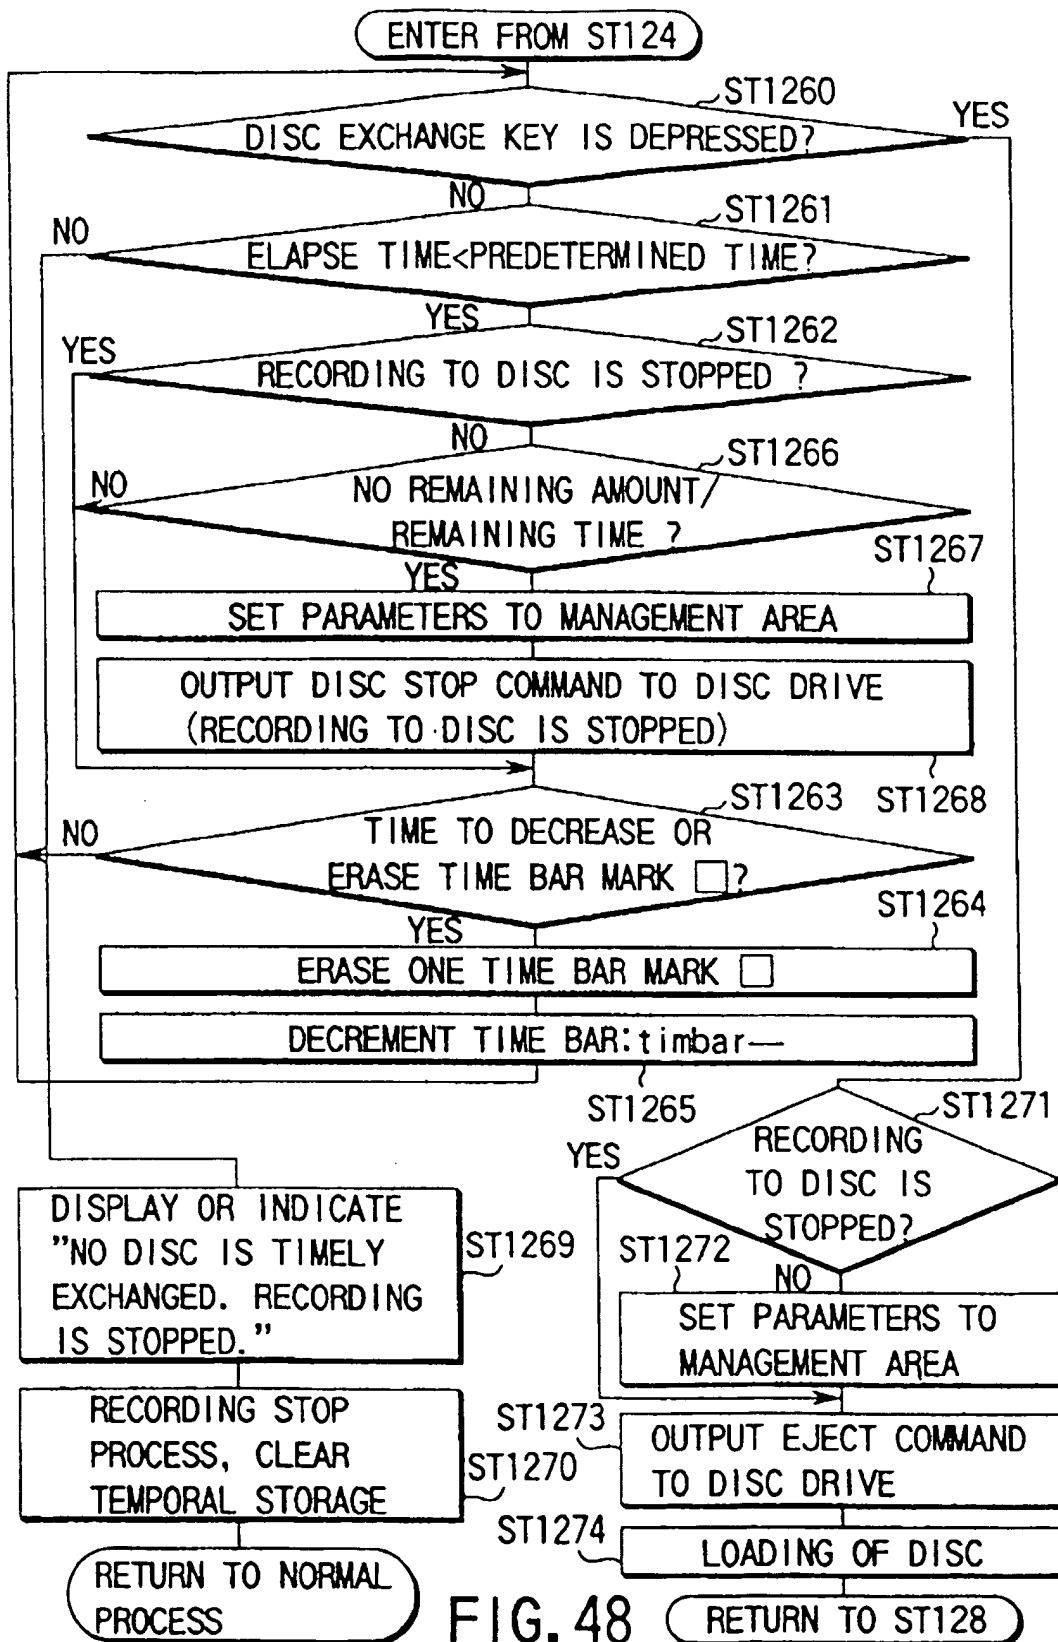 ENTER FROM ST124
ST1260
DISC EXCHANGE KEY IS DEPRESSED?
YES
NO
ST1261
NO
ELAPSE TIME<PREDETERMINED TIME?
YES
ST1262
YES
RECORDING TO DISC IS STOPPED ?
NO
ST1266
NO
NO REMAINING AMOUNT/
REMAINING TIME ?
YES
ST1267
SET PARAMETERS TO MANAGEMENT AREA
OUTPUT DISC STOP COMMAND TO DISC DRIVE
(RECORDING TO DISC IS STOPPED)
ST1268
ST1263
NO
TIME TO DECREASE OR
ERASE TIME BAR MARK □?
YES
ST1264
ERASE ONE TIME BAR MARK □
DECREMENT TIME BAR:timbar—
ST1265
ST1271
YES
RECORDING
TO DISC IS
STOPPED?
NO
ST1272
SET PARAMETERS TO
MANAGEMENT AREA
DISPLAY OR INDICATE
"NO DISC IS TIMELY
EXCHANGED. RECORDING
IS STOPPED."
ST1269
RECORDING STOP
PROCESS, CLEAR
TEMPORAL STORAGE
ST1270
RETURN TO NORMAL
PROCESS
ST1273
OUTPUT EJECT COMMAND
TO DISC DRIVE
ST1274
LOADING OF DISC
RETURN TO ST128
FIG. 48